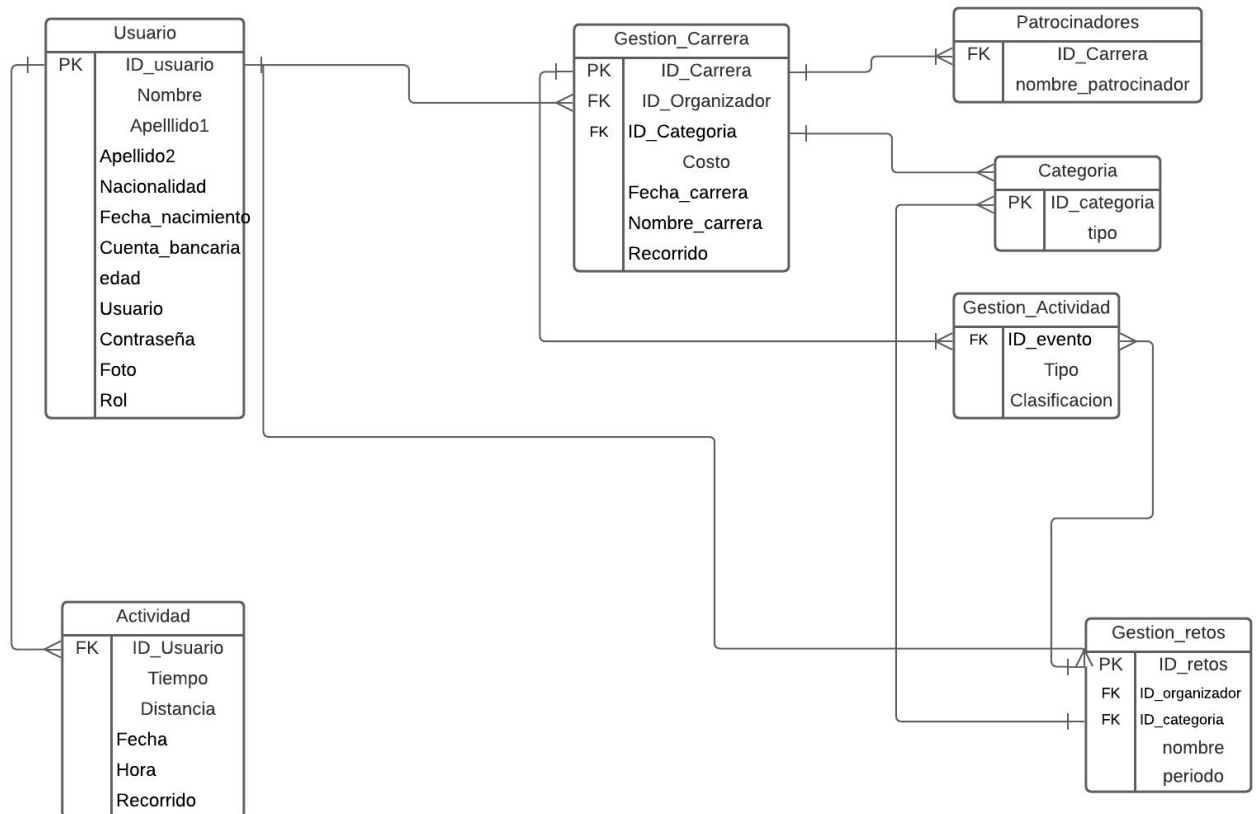 Usuario
PK ID_usuario
Nombre
Apelllido1
Apellido2
Nacionalidad
Fecha_nacimiento
Cuenta_bancaria
edad
Usuario
Contraseña
Foto
Rol
Gestion_Carrera
PK ID_Carrera
FK ID_Organizador
FK ID_Categoria
Costo
Fecha_carrera
Nombre_carrera
Recorrido
Patrocinadores
FK ID_Carrera
nombre_patrocinador
Categoria
PK ID_categoria
tipo
Gestion_Actividad
FK ID_evento
Tipo
Clasificacion
Actividad
FK ID_Usuario
Tiempo
Distancia
Fecha
Hora
Recorrido
Gestion_retos
PK ID_retos
FK ID_organizador
FK ID_categoria
nombre
periodo